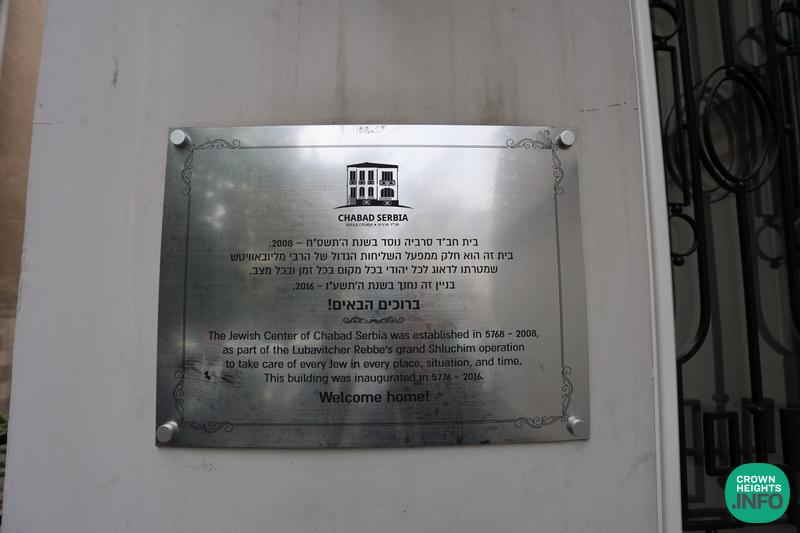 CHABAD SERBIA
ХАБАД СРБИЈА • חב"ד סרביה
בית חב"ד סרביה נוסד בשנת ה'תשס"ח – 2008.
בית זה הוא חלק ממפעל השליחות הגדול של הרבי מליובאוויטש
שמטרתו לדאוג לכל יהודי בכל מקום בכל זמן ובכל מצב.
בניין זה נחנך בשנת ה'תשע"ו – 2016.
ברוכים הבאים!
The Jewish Center of Chabad Serbia was established in 5768 – 2008,
as part of the Lubavitcher Rebbe's grand Shluchim operation
to take care of every Jew in every place, situation, and time.
This building was inaugurated in 5776 – 2016.
Welcome home!
CROWN
HEIGHTS
.INFO